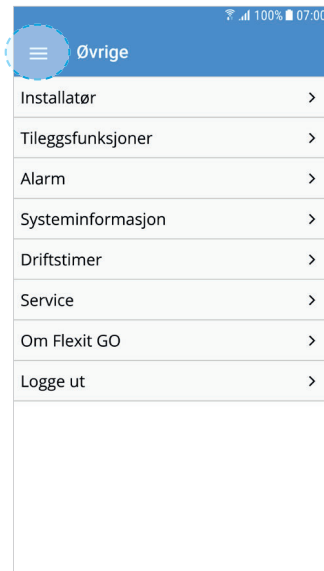 100% 07:00
Øvrige
Installatør
Tileggsfunksjoner
Alarm
Systeminformasjon
Driftstimer
Service
Om Flexit GO
Logge ut